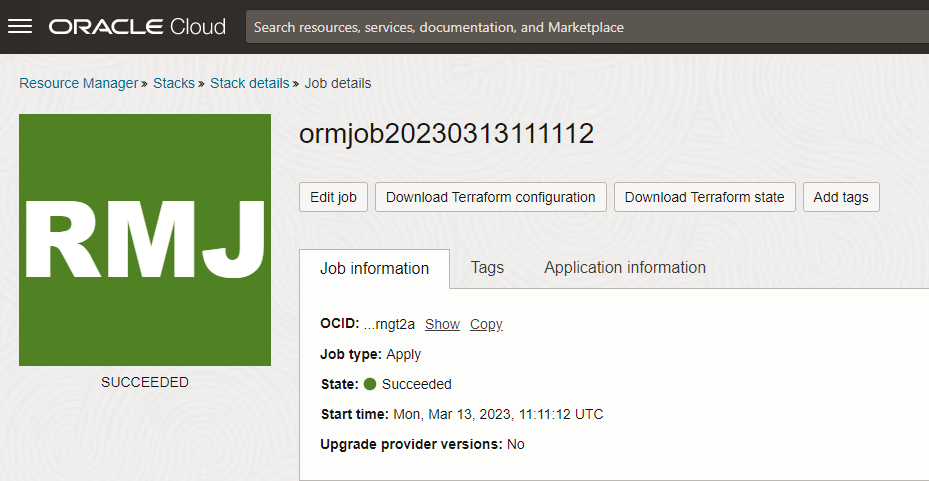 ORACLE Cloud
Search resources, services, documentation, and Marketplace
Resource Manager » Stacks » Stack details » Job details
RMJ
SUCCEEDED
ormjob20230313111112
Edit job
Download Terraform configuration
Download Terraform state
Add tags
Job information
Tags
Application information
OCID: ...rngt2a Show Copy
Job type: Apply
State: Succeeded
Start time: Mon, Mar 13, 2023, 11:11:12 UTC
Upgrade provider versions: No